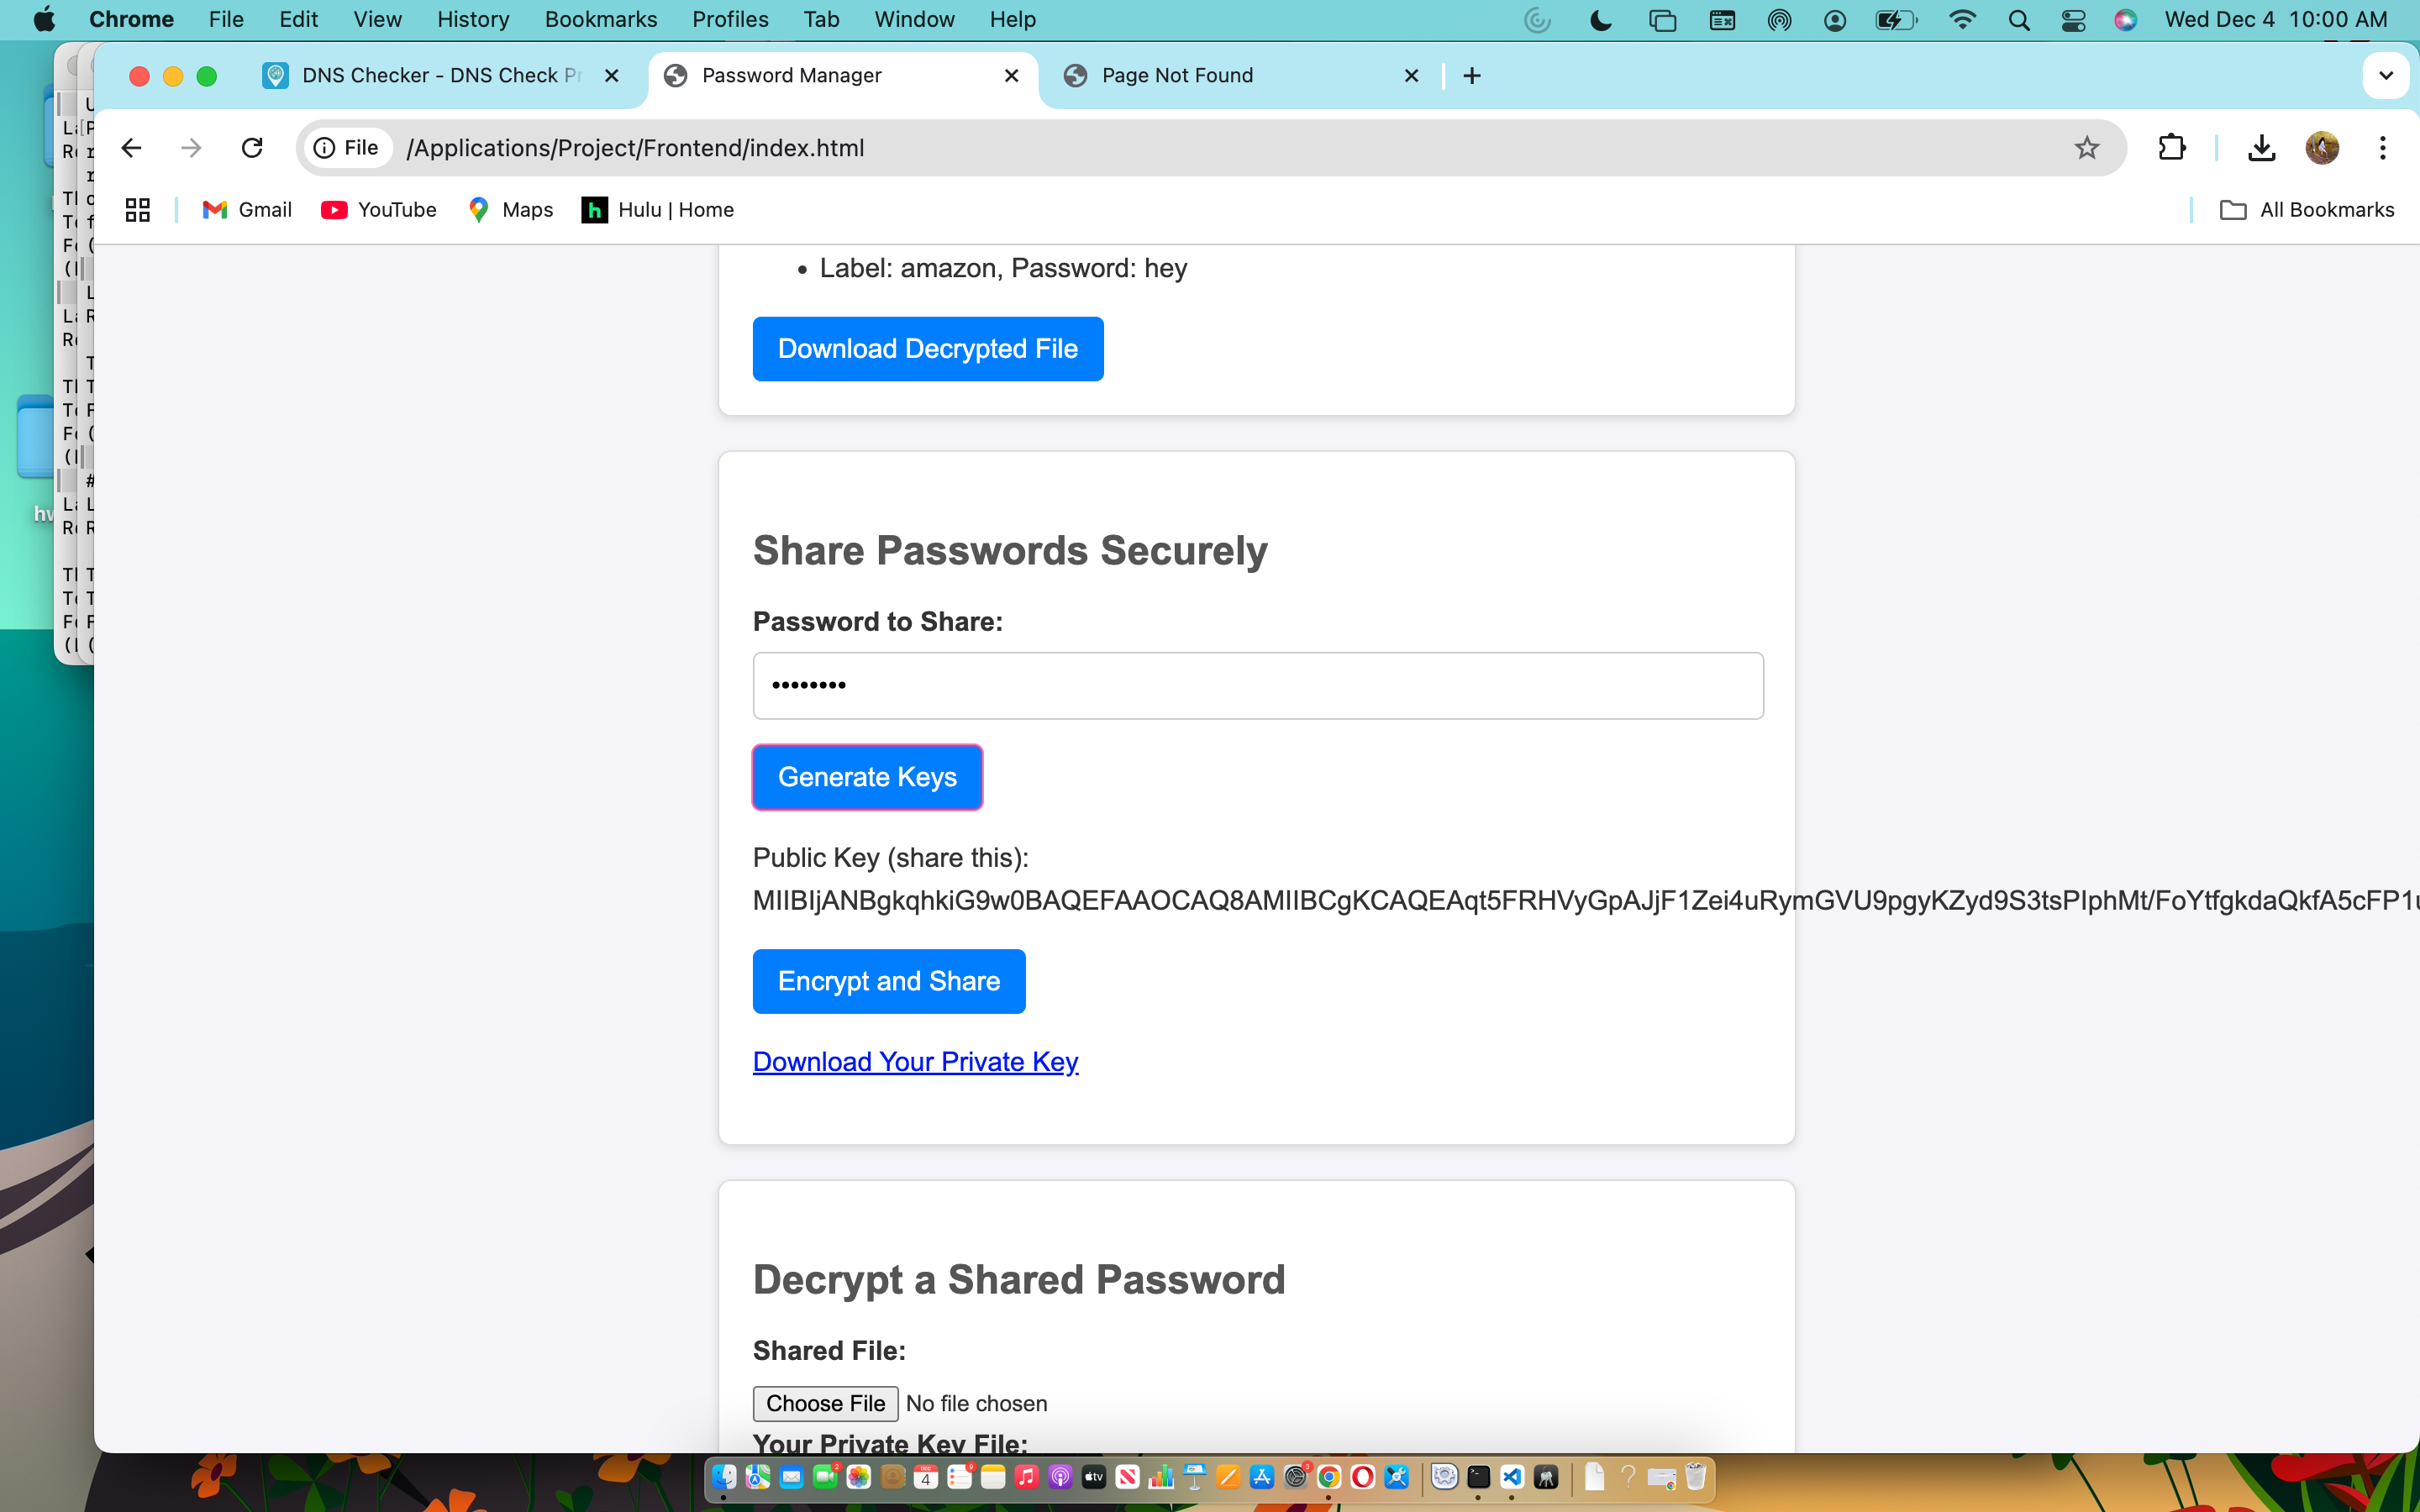 Chrome File Edit View History Bookmarks Profiles Tab Window Help Wed Dec 4 10:00 AM
DNS Checker - DNS Check Pr Password Manager Page Not Found
File /Applications/Project/Frontend/index.html
Gmail YouTube Maps h Hulu | Home All Bookmarks
• Label: amazon, Password: hey
Download Decrypted File
Share Passwords Securely
Password to Share:
••••••••
Generate Keys
Public Key (share this):
MIIBIjANBgkqhkiG9w0BAQEFAAOCAQ8AMIIBCgKCAQEAqt5FRHVyGpAJjF1Zei4uRymGVU9pgyKZyd9S3tsPIphMt/FoYtfgkdaQkfA5cFP1
Encrypt and Share
Download Your Private Key
Decrypt a Shared Password
Shared File:
Choose File No file chosen
Your Private Key File: